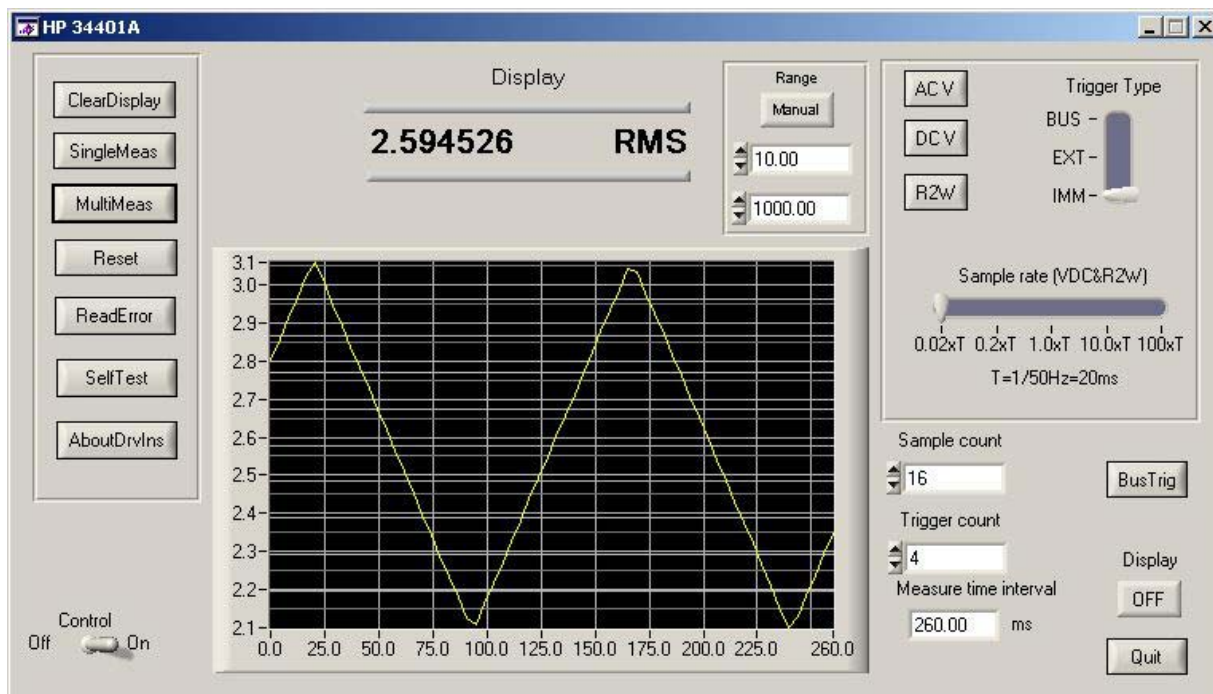 HP 34401A
ClearDisplay
SingleMeas
MultiMeas
Reset
ReadError
SelfTest
AboutDrvIns
Control
Off On
Display
2.594526 RMS
Range
Manual
10.00
1000.00
3.1
3.0
2.9
2.8
2.7
2.6
2.5
2.4
2.3
2.2
2.1
0.0 25.0 50.0 75.0 100.0 125.0 150.0 175.0 200.0 225.0 260.0
AC V
DC V
R2W
Trigger Type
BUS
EXT
IMM
Sample rate (VDC&R2W)
0.02xT 0.2xT 1.0xT 10.0xT 100xT
T=1/50Hz=20ms
Sample count
16
BusTrig
Trigger count
4
Measure time interval
260.00 ms
Display
OFF
Quit